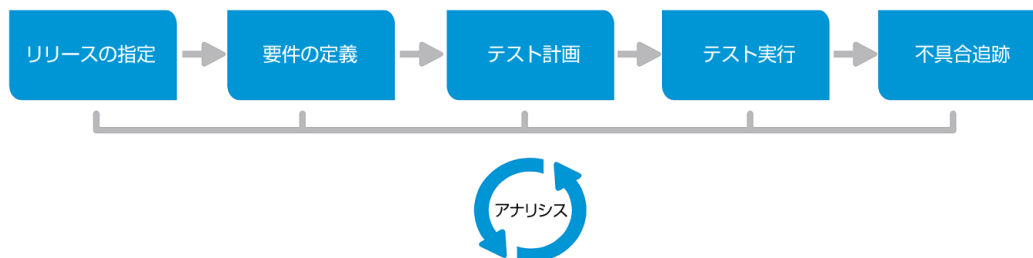 リリースの指定
要件の定義
テスト計画
テスト実行
不具合追跡
アナリシス